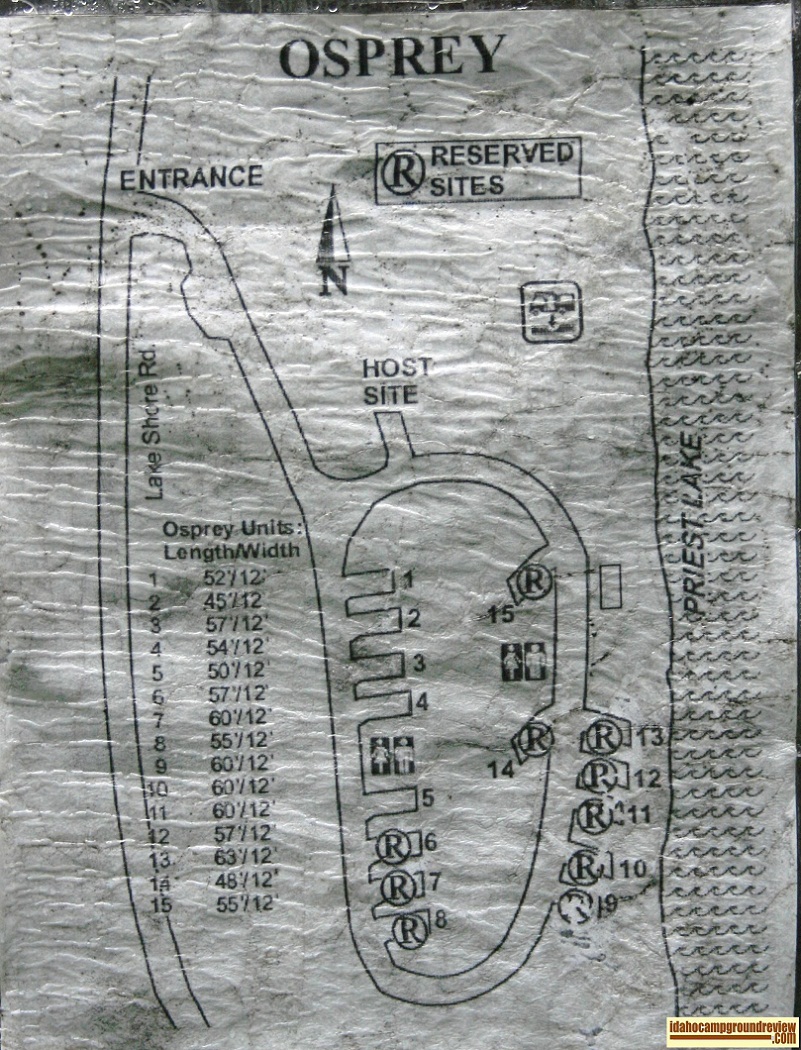 OSPREY
Ⓡ RESERVED
SITES
ENTRANCE
N
HOST
SITE
Lake Shore Rd
PRIEST LAKE
Osprey Units:
Length/Width
1 52'/12'
2 45'/12
3 57'/12'
4 54'/12'
5 50'/12'
6 57'/12'
7 60'/12'
8 55'/12'
9 60'/12'
10 60'/12'
11 60'/12'
12 57'/12'
13 63'/12'
14 48'/12'
15 55'/12'
1
Ⓡ
15
2
3
4
Ⓡ
14
Ⓡ 13
Ⓡ 12
5
Ⓡ 11
Ⓡ 6
Ⓡ 10
Ⓡ 7
9
Ⓡ 8
idahocampgroundreview
.com